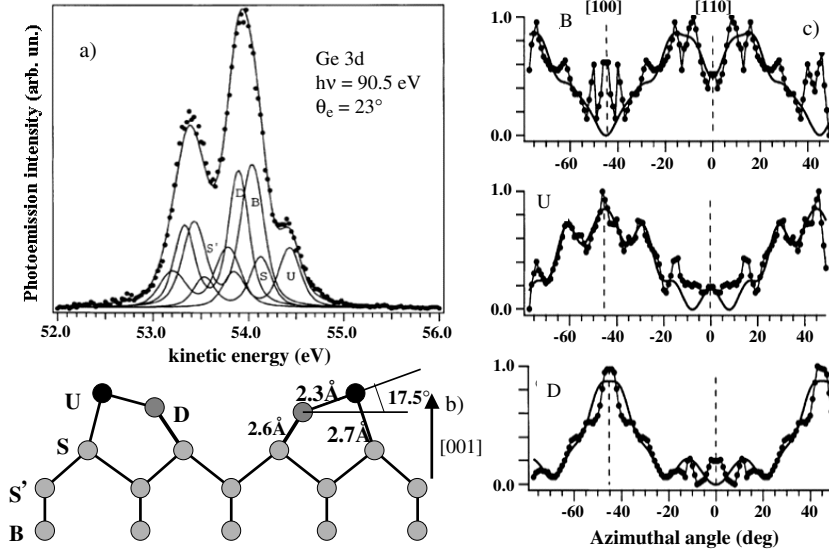 a)
Photoemission intensity (arb. un.)
Ge 3d
hν = 90.5 eV
θe = 23°
D
B
S'
S
U
52.0 53.0 54.0 55.0 56.0
kinetic energy (eV)
b)
U
D
S
S'
B
2.3Å
17.5°
2.6Å
2.7Å
[001]
[100] [110]
c)
B
1.0
0.0
-60 -40 -20 0 20 40
U
1.0
0.0
-60 -40 -20 0 20 40
D
1.0
0.0
-60 -40 -20 0 20 40
Azimuthal angle (deg)